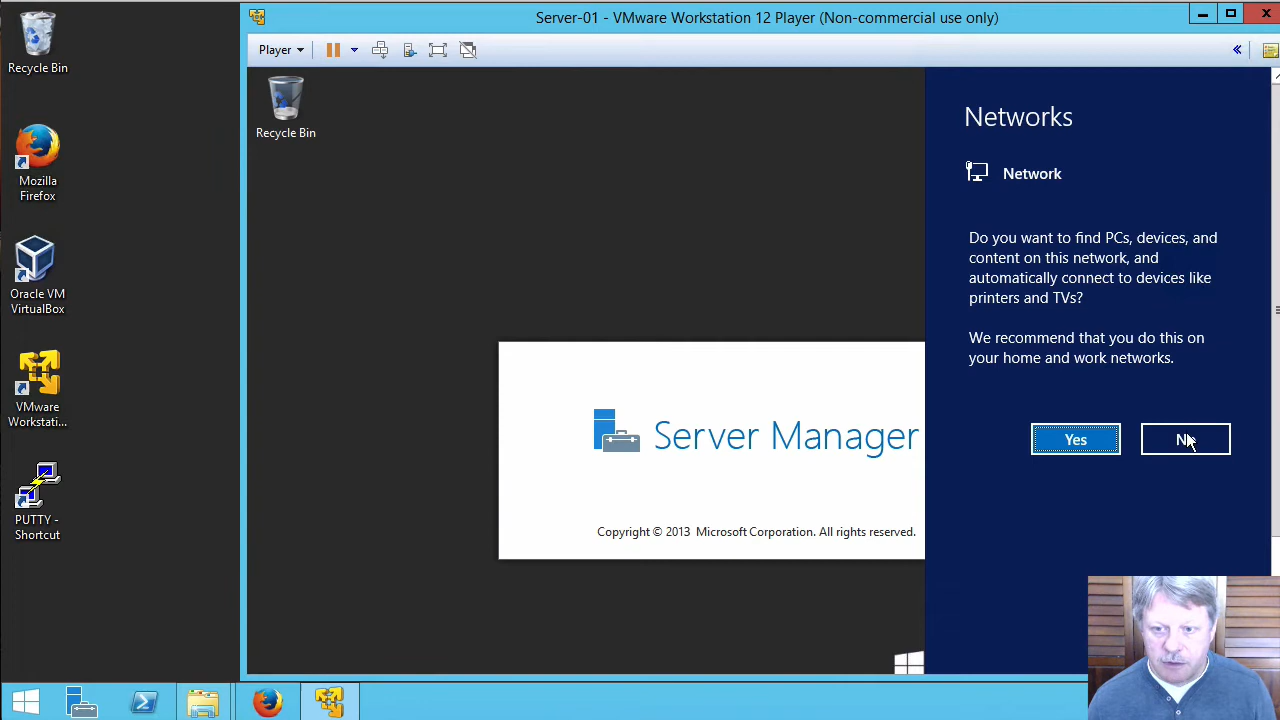 Server-01 - VMware Workstation 12 Player (Non-commercial use only)
Player
Recycle Bin
Mozilla
Firefox
Oracle VM
VirtualBox
VMware
Workstati...
PUTTY -
Shortcut
Recycle Bin
Server Manager
Copyright © 2013 Microsoft Corporation. All rights reserved.
Networks
Network
Do you want to find PCs, devices, and
content on this network, and
automatically connect to devices like
printers and TVs?
We recommend that you do this on
your home and work networks.
Yes
No